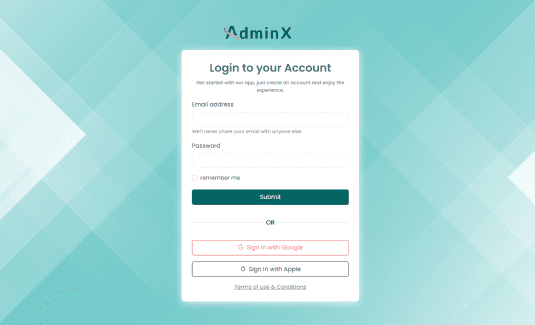 AdminX
Login to your Account
Get started with our app, just create an account and enjoy the
experience.
Email address
We'll never share your email with anyone else.
Password
remember me
Submit
OR
Sign In with Google
Sign In with Apple
Terms of use & Conditions